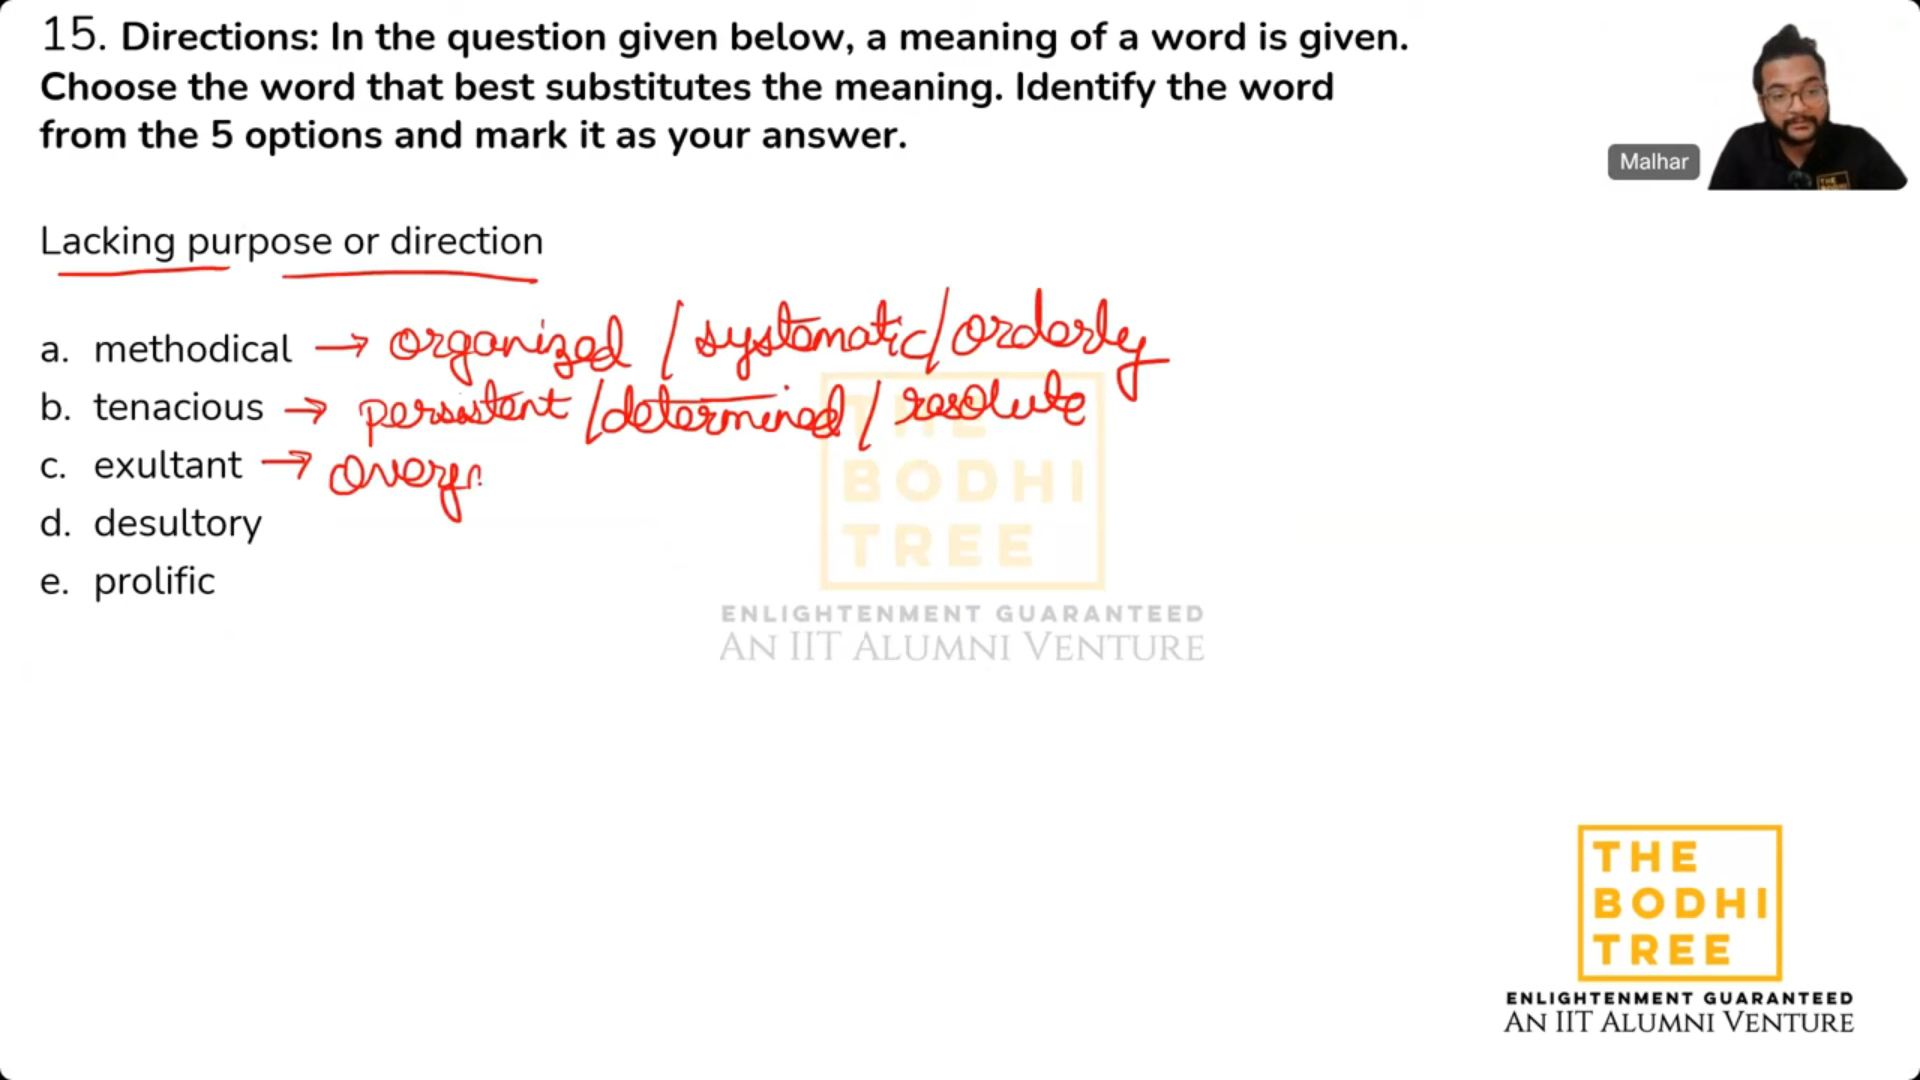 15. Directions: In the question given below, a meaning of a word is given.
Choose the word that best substitutes the meaning. Identify the word
from the 5 options and mark it as your answer.
Malhar
Lacking purpose or direction
a. methodical → organized / systematic / orderly
b. tenacious → persistent / determined / resolute
c. exultant →
d. desultory
e. prolific
THE
BODHI
TREE
ENLIGHTENMENT GUARANTEED
AN IIT ALUMNI VENTURE
THE
BODHI
TREE
ENLIGHTENMENT GUARANTEED
AN IIT ALUMNI VENTURE